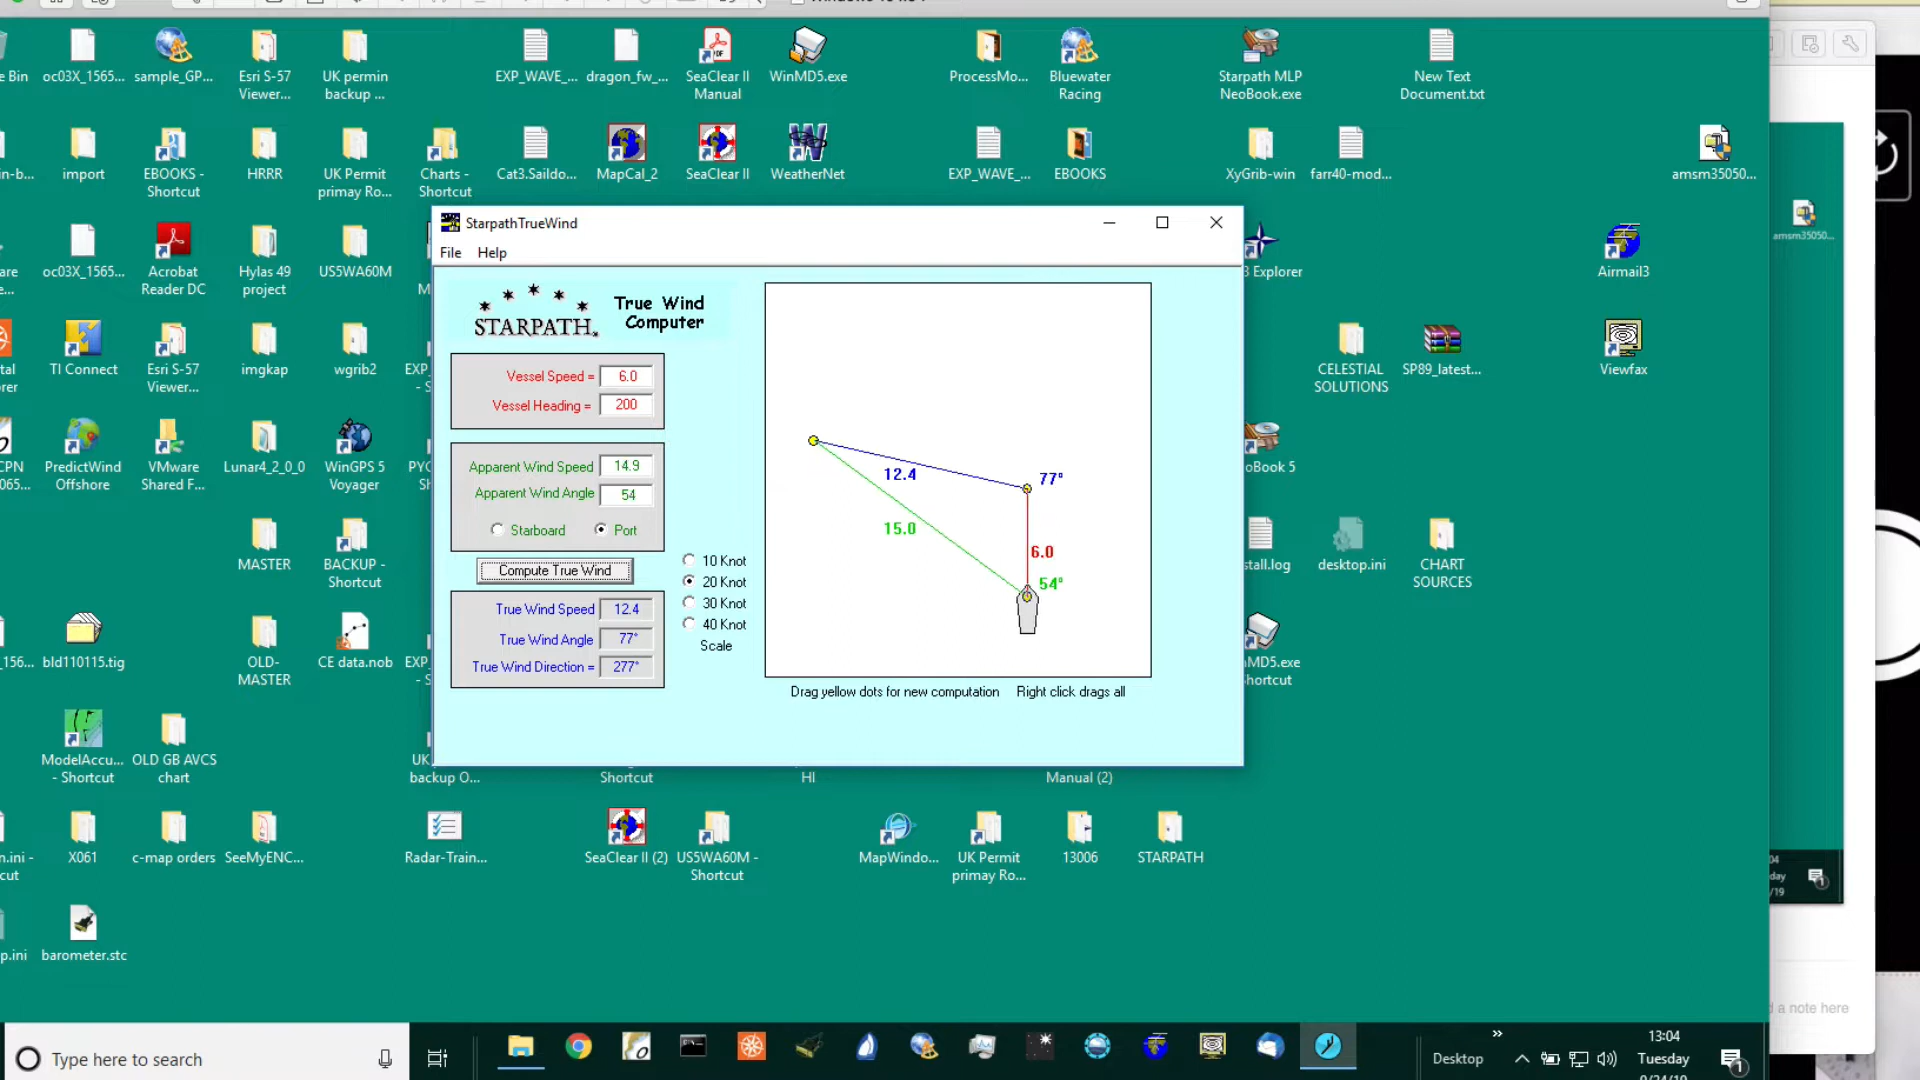 e Bin
oc03X_1565...
sample_GP...
Esri S-57
Viewer...
UK permin
backup ...
EXP_WAVE_...
dragon_fw_...
SeaClear II
Manual
WinMD5.exe
ProcessMo...
Bluewater
Racing
Starpath MLP
NeoBook.exe
New Text
Document.txt
in-b...
import
EBOOKS -
Shortcut
HRRR
UK Permit
primay Ro...
Charts -
Shortcut
Cat3.Saildo...
MapCal_2
SeaClear II
WeatherNet
EXP_WAVE_...
EBOOKS
XyGrib-win
farr40-mod...
amsm35050...
amsm35050...
StarpathTrueWind
File Help
oc03X_1565...
Acrobat
Reader DC
Hylas 49
project
US5WA60M
3 Explorer
Airmail3
STARPATH.
True Wind
Computer
Vessel Speed = 6.0
Vessel Heading = 200
Apparent Wind Speed 14.9
Apparent Wind Angle 54
Starboard Port
Compute True Wind
True Wind Speed 12.4
True Wind Angle 77°
True Wind Direction = 277°
10 Knot
20 Knot
30 Knot
40 Knot
Scale
12.4
77°
15.0
6.0
54°
Drag yellow dots for new computation Right click drags all
TI Connect
Esri S-57
Viewer...
imgkap
wgrib2
CELESTIAL
SOLUTIONS
SP89_latest...
Viewfax
PredictWind
Offshore
VMware
Shared F...
Lunar4_2_0_0
WinGPS 5
Voyager
oBook 5
MASTER
BACKUP -
Shortcut
stall.log
desktop.ini
CHART
SOURCES
bld110115.tig
OLD-
MASTER
CE data.nob
MD5.exe
Shortcut
ModelAccu...
- Shortcut
OLD GB AVCS
chart
backup O...
Shortcut
HI
Manual (2)
X061
c-map orders
SeeMyENC...
Radar-Train...
SeaClear II (2)
US5WA60M -
Shortcut
MapWindo...
UK Permit
primay Ro...
13006
STARPATH
barometer.stc
d a note here
Type here to search
Desktop
13:04
Tuesday